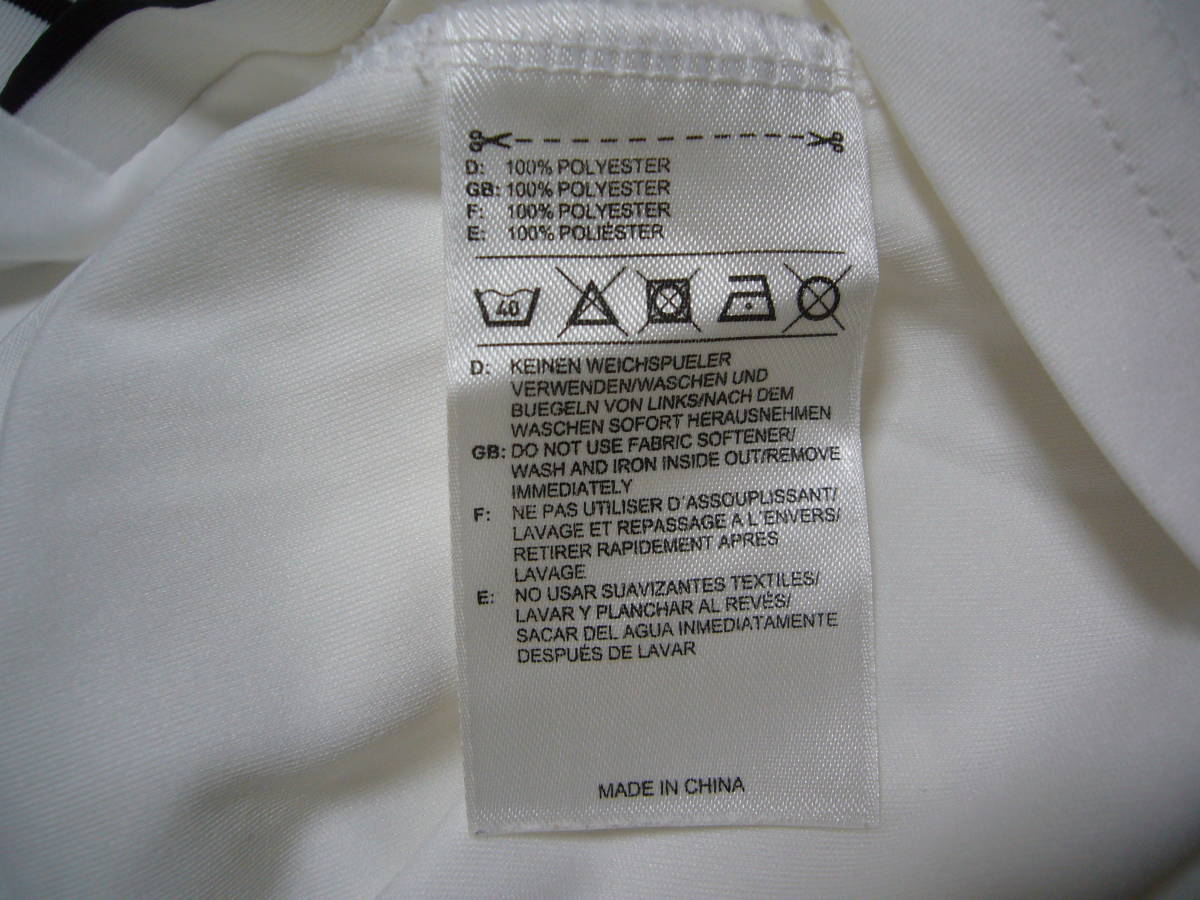 D: 100% POLYESTER
GB: 100% POLYESTER
F: 100% POLYESTER
E: 100% POLIÉSTER
40
D: KEINEN WEICHSPUELER
VERWENDEN/WASCHEN UND
BUEGELN VON LINKS/NACH DEM
WASCHEN SOFORT HERAUSNEHMEN
GB: DO NOT USE FABRIC SOFTENER/
WASH AND IRON INSIDE OUT/REMOVE
IMMEDIATELY
F: NE PAS UTILISER D'ASSOUPLISSANT/
LAVAGE ET REPASSAGE A L'ENVERS/
RETIRER RAPIDEMENT APRES
LAVAGE
E: NO USAR SUAVIZANTES TEXTILES/
LAVAR Y PLANCHAR AL REVÉS/
SACAR DEL AGUA INMEDIATAMENTE
DESPUÉS DE LAVAR
MADE IN CHINA